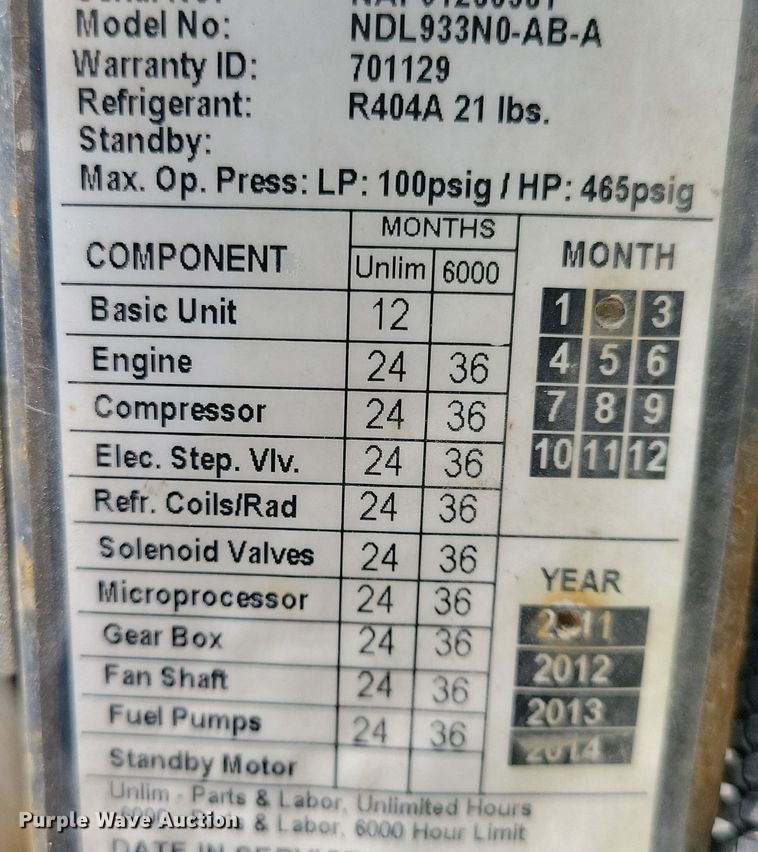 Model No: NDL933N0-AB-A
Warranty ID: 701129
Refrigerant: R404A 21 lbs.
Standby:
Max. Op. Press: LP: 100psig / HP: 465psig
COMPONENT MONTHS
Unlim 6000
Basic Unit 12
Engine 24 36
Compressor 24 36
Elec. Step. Vlv. 24 36
Refr. Coils/Rad 24 36
Solenoid Valves 24 36
Microprocessor 24 36
Gear Box 24 36
Fan Shaft 24 36
Fuel Pumps 24 36
Standby Motor
Unlim - Parts & Labor, Unlimited Hours
& Labor, 6000 Hour Limit
DATE IN
MONTH
1 3
4 5 6
7 8 9
10 11 12
YEAR
2011
2012
2013
2014
Purple Wave Auction